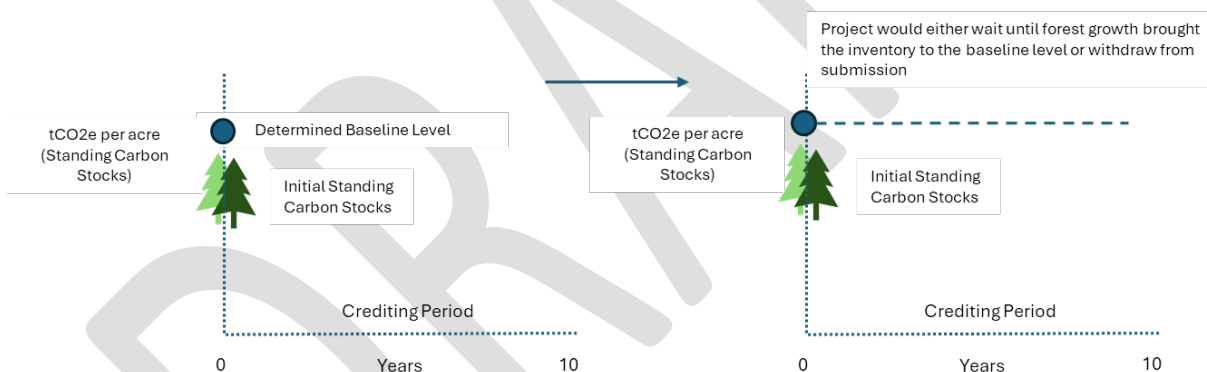 tCO2e per acre
(Standing Carbon
Stocks)
Determined Baseline Level
Initial Standing
Carbon Stocks
Crediting Period
0
Years
10
Project would either wait until forest growth brought
the inventory to the baseline level or withdraw from
submission
tCO2e per acre
(Standing Carbon
Stocks)
Initial Standing
Carbon Stocks
Crediting Period
0
Years
10
DRA